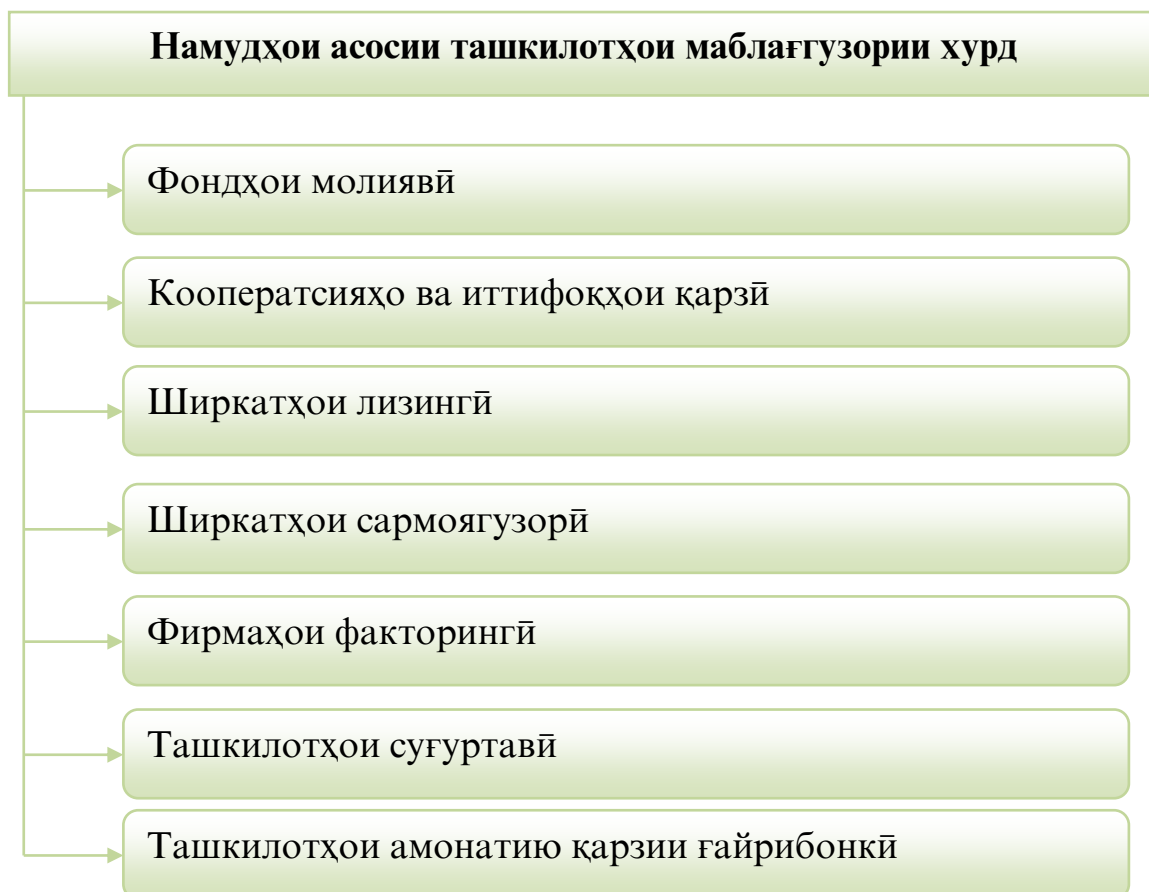 Намудҳои асосии ташкилотҳои маблағгузории хурд
Фондҳои молиявӣ
Кооператсияҳо ва иттифоқҳои қарзӣ
Ширкатҳои лизингӣ
Ширкатҳои сармоягузорӣ
Фирмаҳои факторингӣ
Ташкилотҳои суғуртавӣ
Ташкилотҳои амонатию қарзии ғайрибонкӣ